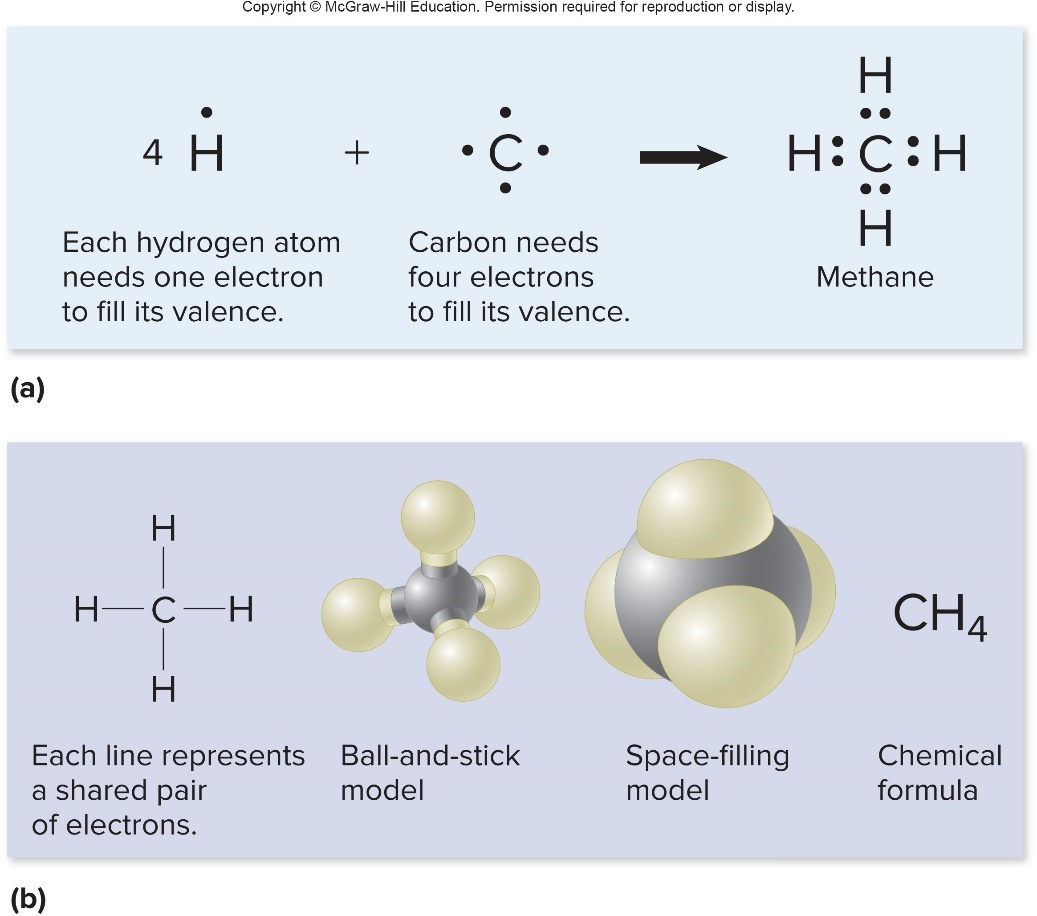 Copyright © McGraw-Hill Education. Permission required for reproduction or display.
4 H + C H
H C H
H
Each hydrogen atom
needs one electron
to fill its valence.
Carbon needs
four electrons
to fill its valence.
Methane
(a)
H
H C H
H
CH4
Each line represents
a shared pair
of electrons.
Ball-and-stick
model
Space-filling
model
Chemical
formula
(b)